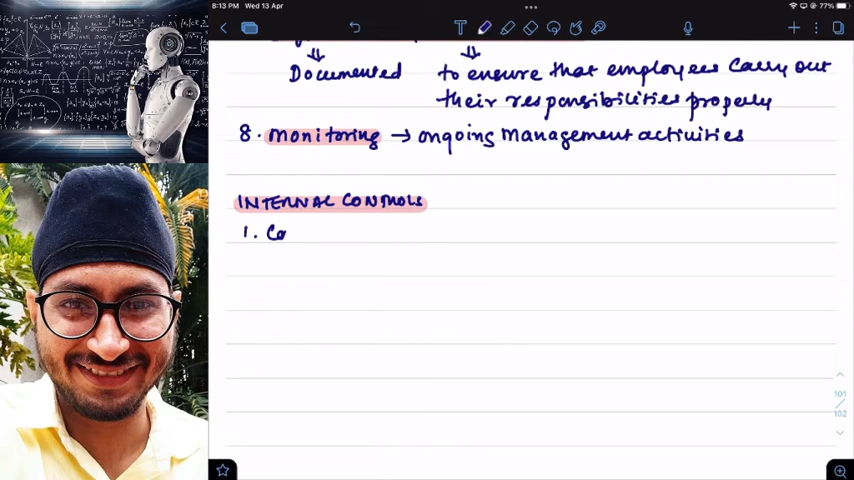 8:13 PM Wed 13 Apr
77%
Documented to ensure that employees carry out
their responsibilities properly
8. Monitoring → ongoing management activities
INTERNAL CONTROLS
1. Co
101
102